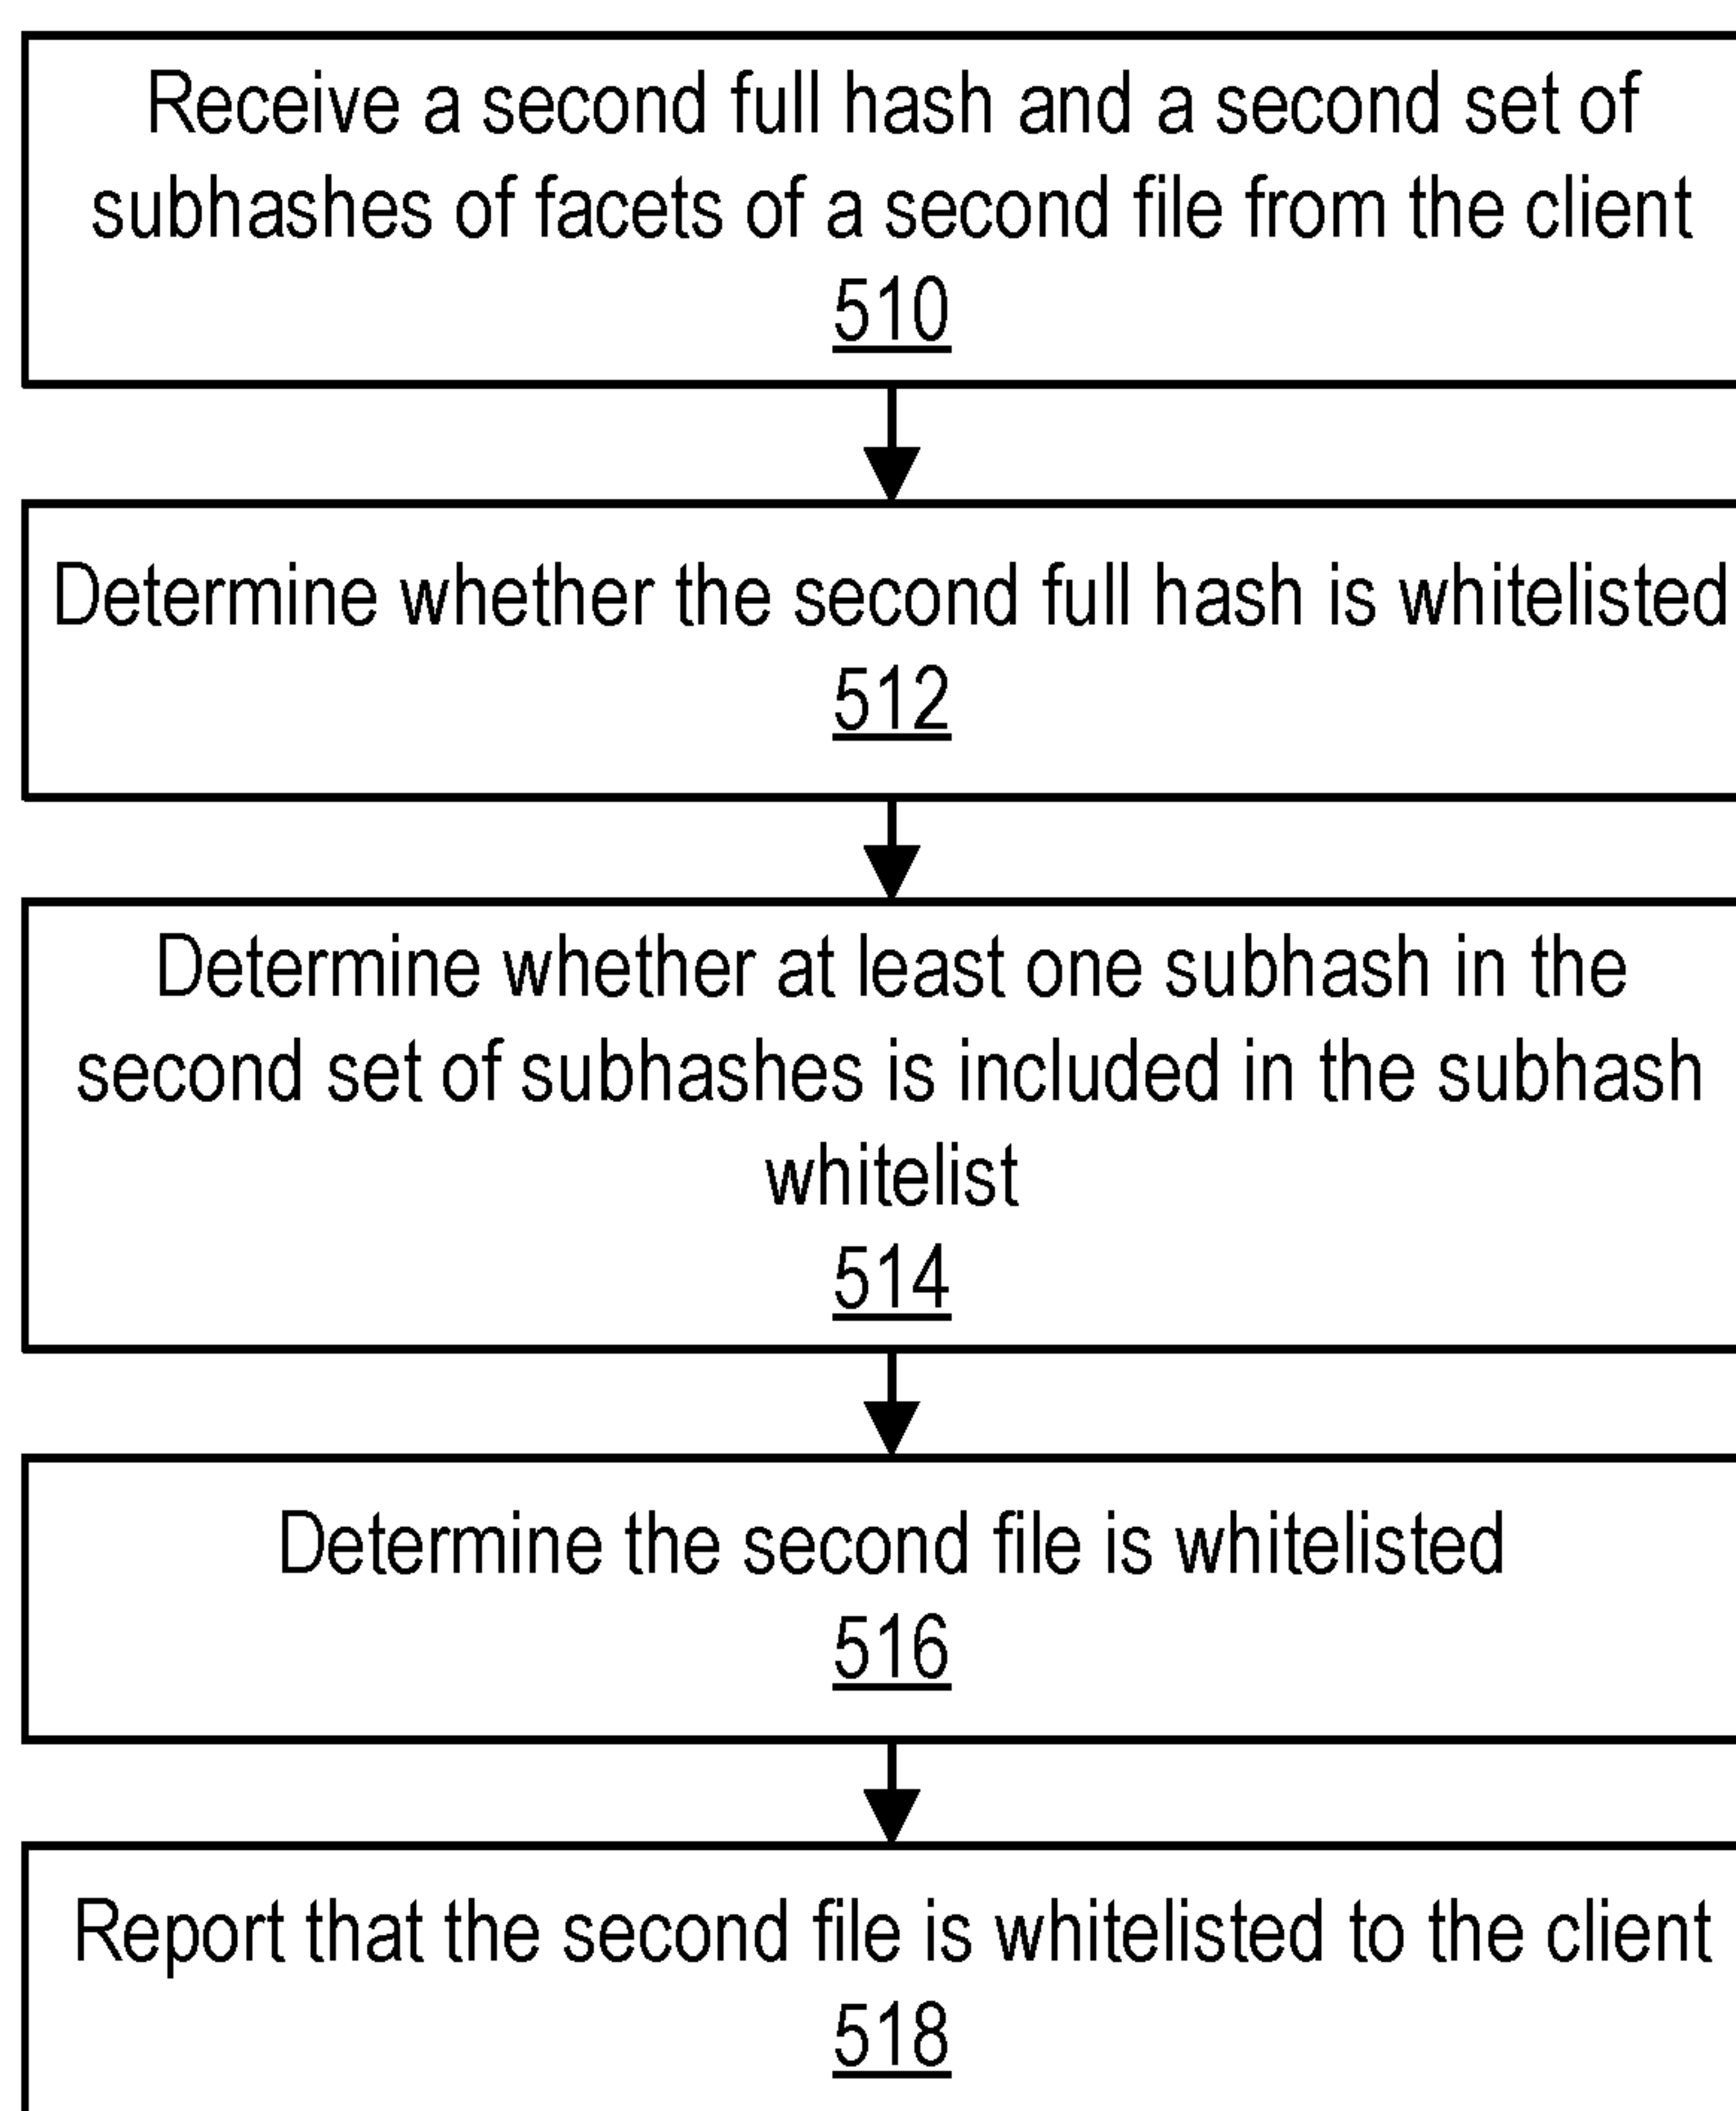 Receive a second full hash and a second set of
subhashes of facets of a second file from the client
510
Determine whether the second full hash is whitelisted
512
Determine whether at least one subhash in the
second set of subhashes is included in the subhash
whitelist
514
Determine the second file is whitelisted
516
Report that the second file is whitelisted to the client
518